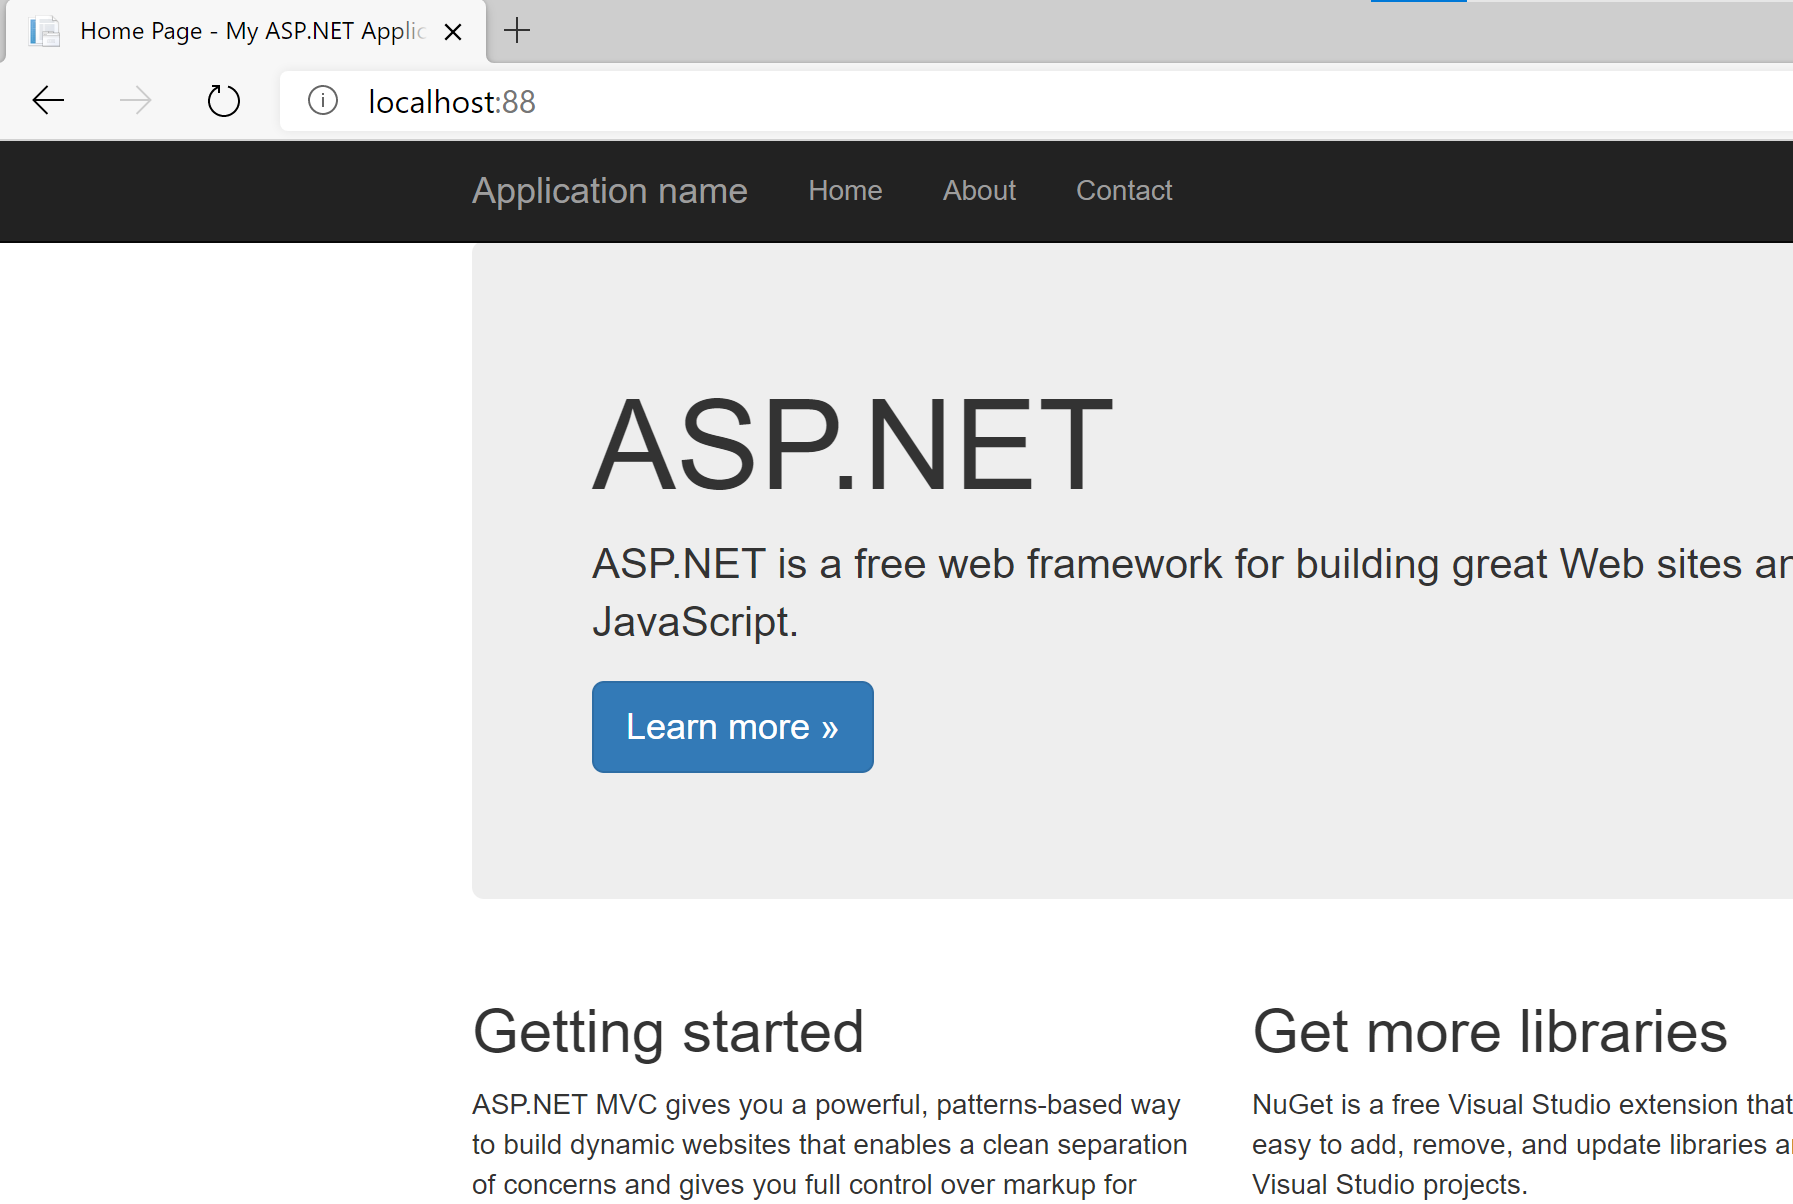 Home Page - My ASP.NET Applic
localhost:88
Application name Home About Contact
ASP.NET
ASP.NET is a free web framework for building great Web sites an
JavaScript.
Learn more »
Getting started
ASP.NET MVC gives you a powerful, patterns-based way
to build dynamic websites that enables a clean separation
of concerns and gives you full control over markup for
Get more libraries
NuGet is a free Visual Studio extension that
easy to add, remove, and update libraries a
Visual Studio projects.